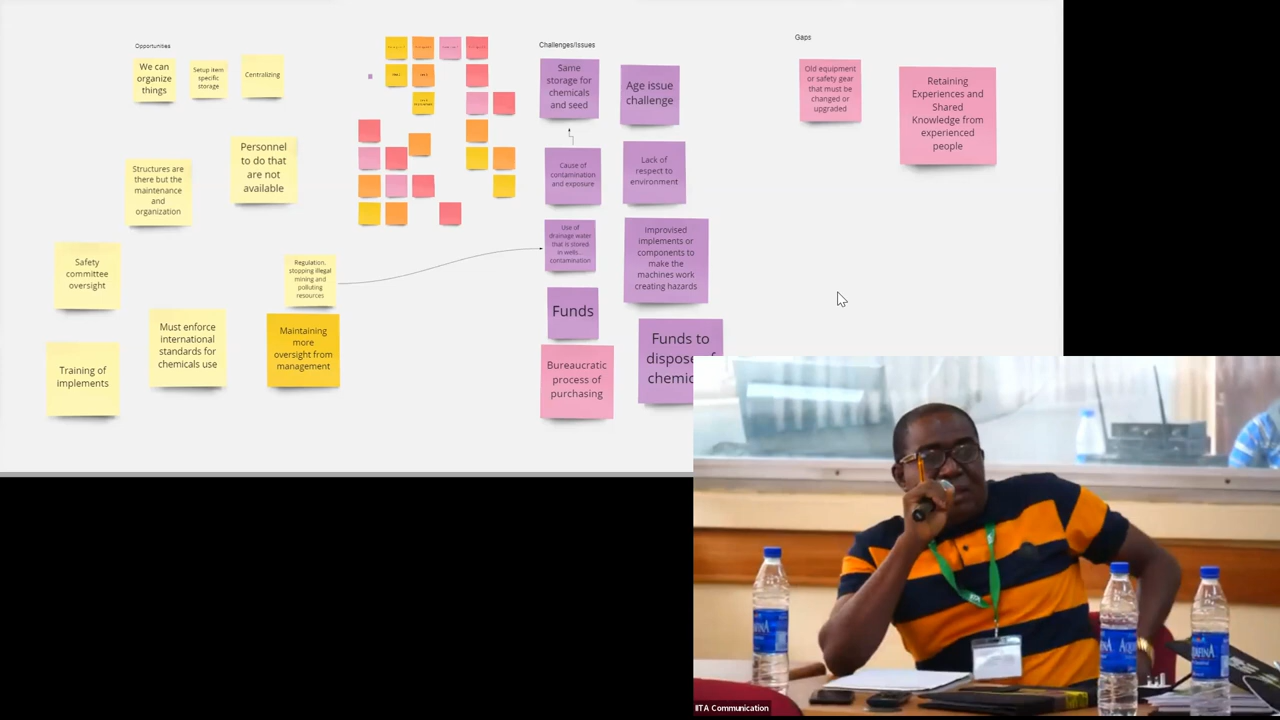 Opportunities
We can
organize
things
Setup item
specific
storage
Centralizing
Personnel
to do that
are not
available
Structures are
there but the
maintenance
and
organization
Safety
committee
oversight
Regulation,
stopping illegal
mining and
polluting
resources
Must enforce
international
standards for
chemicals use
Maintaining
more
oversight from
management
Training of
implements
Challenges/Issues
Same
storage for
chemicals
and seed
Age issue
challenge
Cause of
contamination
and exposure
Lack of
respect to
environment
Use of
drainage water
that is stored
in wells..
contamination
Improvised
implements or
components to
make the
machines work
creating hazards
Funds
Funds to
dispose of
Bureaucratic
process of
purchasing
Gaps
Old equipment
or safety gear
that must be
changed or
upgraded
Retaining
Experiences and
Shared
Knowledge from
experienced
people
IITA Communication